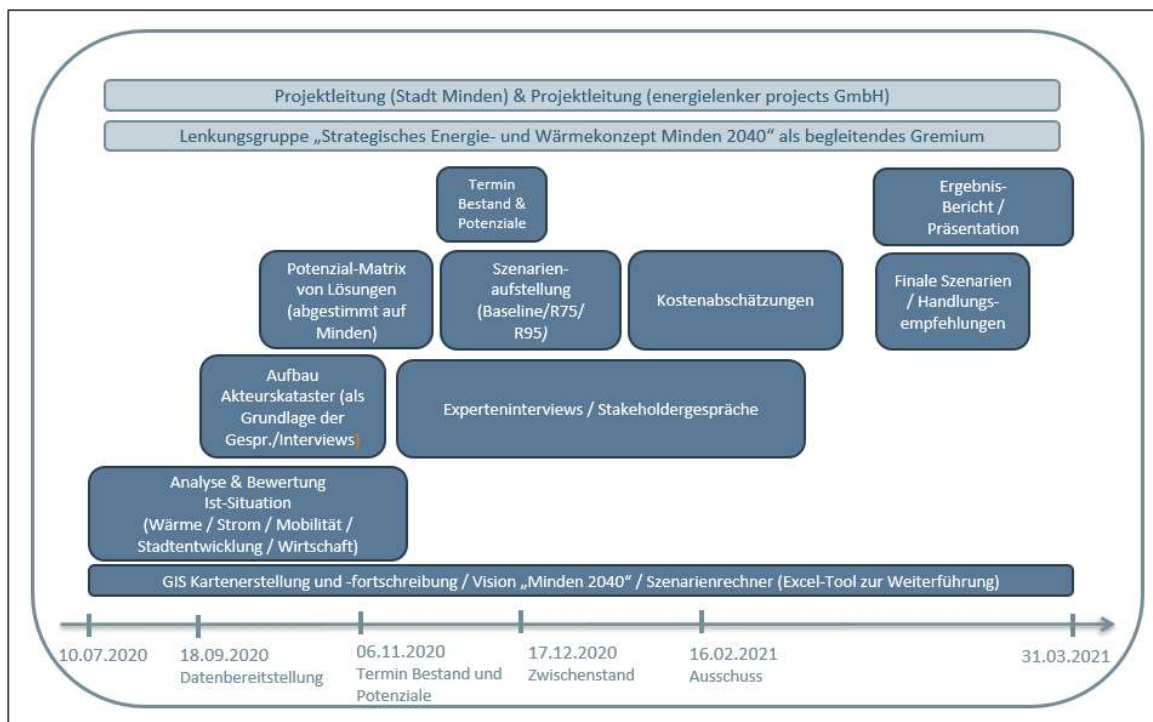 Projektleitung (Stadt Minden) & Projektleitung (energielenker projects GmbH)
Lenkungsgruppe „Strategisches Energie- und Wärmekonzept Minden 2040“ als begleitendes Gremium
Termin
Bestand &
Potenziale
Ergebnis-
Bericht /
Präsentation
Potenzial-Matrix
von Lösungen
(abgestimmt auf
Minden)
Szenarien-
aufstellung
(Baseline/R75/
R95)
Kostenabschätzungen
Finale Szenarien
/ Handlungs-
empfehlungen
Aufbau
Akteurskataster (als
Grundlage der
Gespr./Interviews)
Experteninterviews / Stakeholdergespräche
Analyse & Bewertung
Ist-Situation
(Wärme / Strom / Mobilität /
Stadtentwicklung / Wirtschaft)
GIS Kartenerstellung und -fortschreibung / Vision „Minden 2040“ / Szenarienrechner (Excel-Tool zur Weiterführung)
10.07.2020
18.09.2020
Datenbereitstellung
06.11.2020
Termin Bestand und
Potenziale
17.12.2020
Zwischenstand
16.02.2021
Ausschuss
31.03.2021